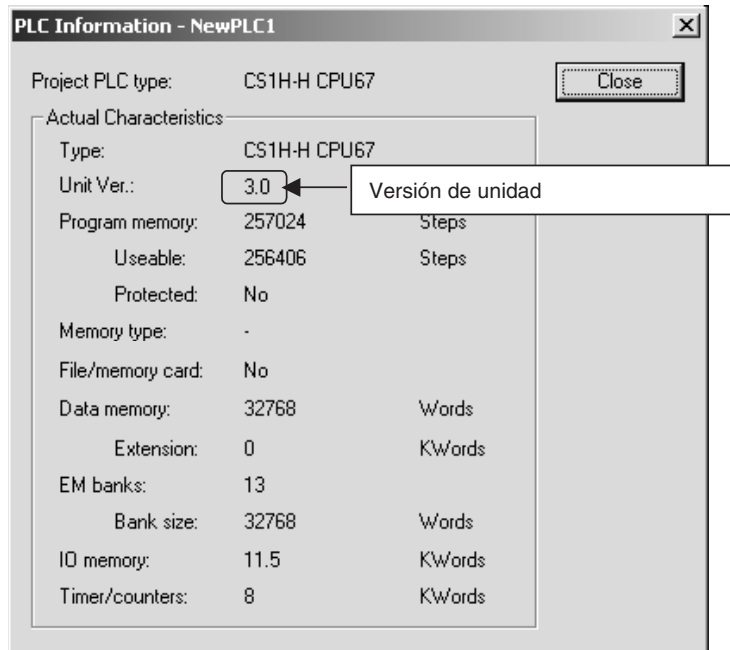 PLC Information - NewPLC1
Project PLC type: CS1H-H CPU67 Close
Actual Characteristics
Type: CS1H-H CPU67
Unit Ver.: 3.0 Versión de unidad
Program memory: 257024 Steps
Useable: 256406 Steps
Protected: No
Memory type: -
File/memory card: No
Data memory: 32768 Words
Extension: 0 KWords
EM banks: 13
Bank size: 32768 Words
IO memory: 11.5 KWords
Timer/counters: 8 KWords